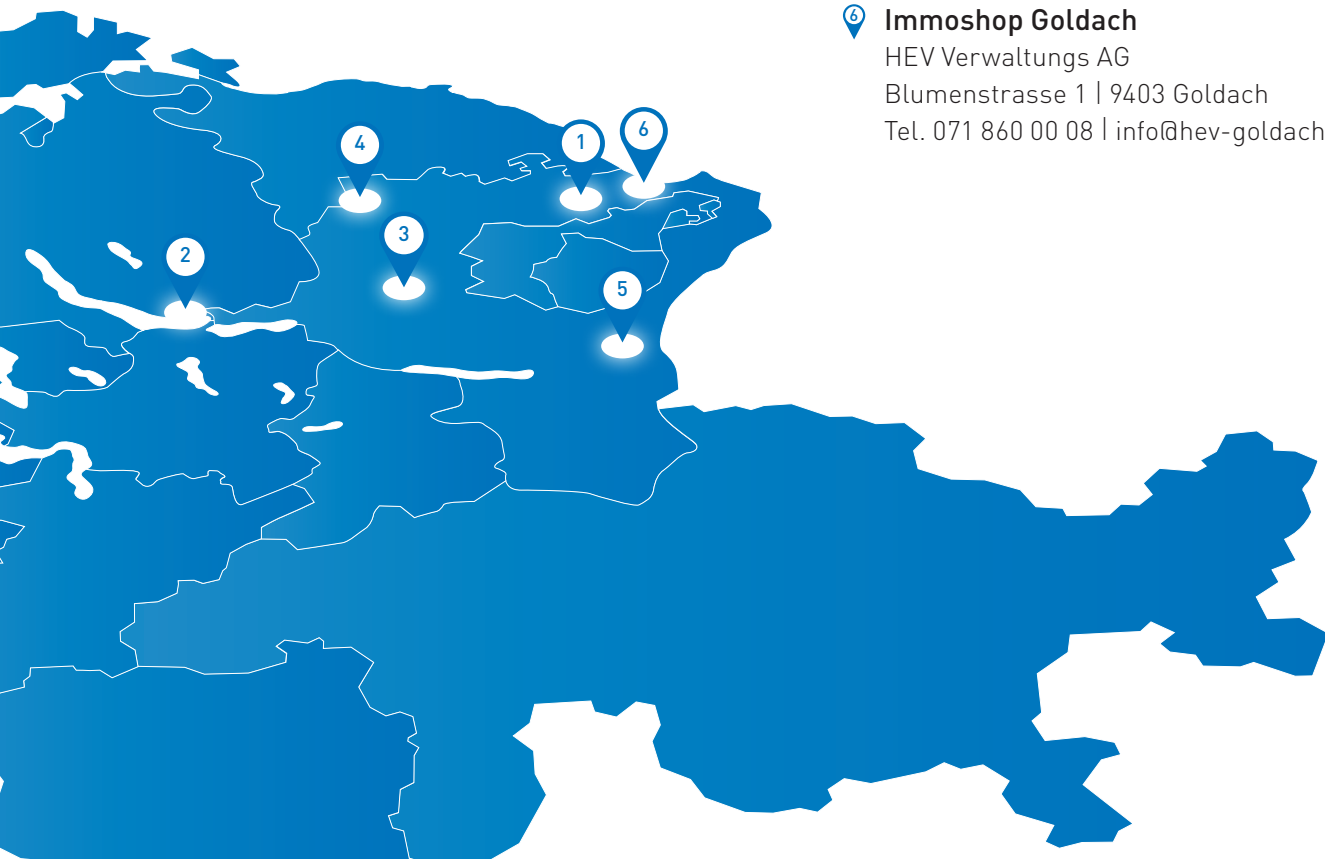 6
Immoshop Goldach
HEV Verwaltungs AG
Blumenstrasse 1 | 9403 Goldach
Tel. 071 860 00 08 | info@hev-goldach
4
1
6
3
2
5